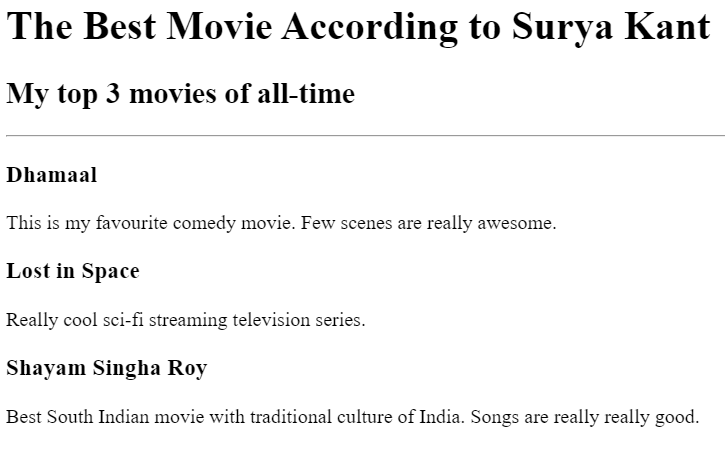 The Best Movie According to Surya Kant
My top 3 movies of all-time
Dhamaal
This is my favourite comedy movie. Few scenes are really awesome.
Lost in Space
Really cool sci-fi streaming television series.
Shayam Singha Roy
Best South Indian movie with traditional culture of India. Songs are really really good.